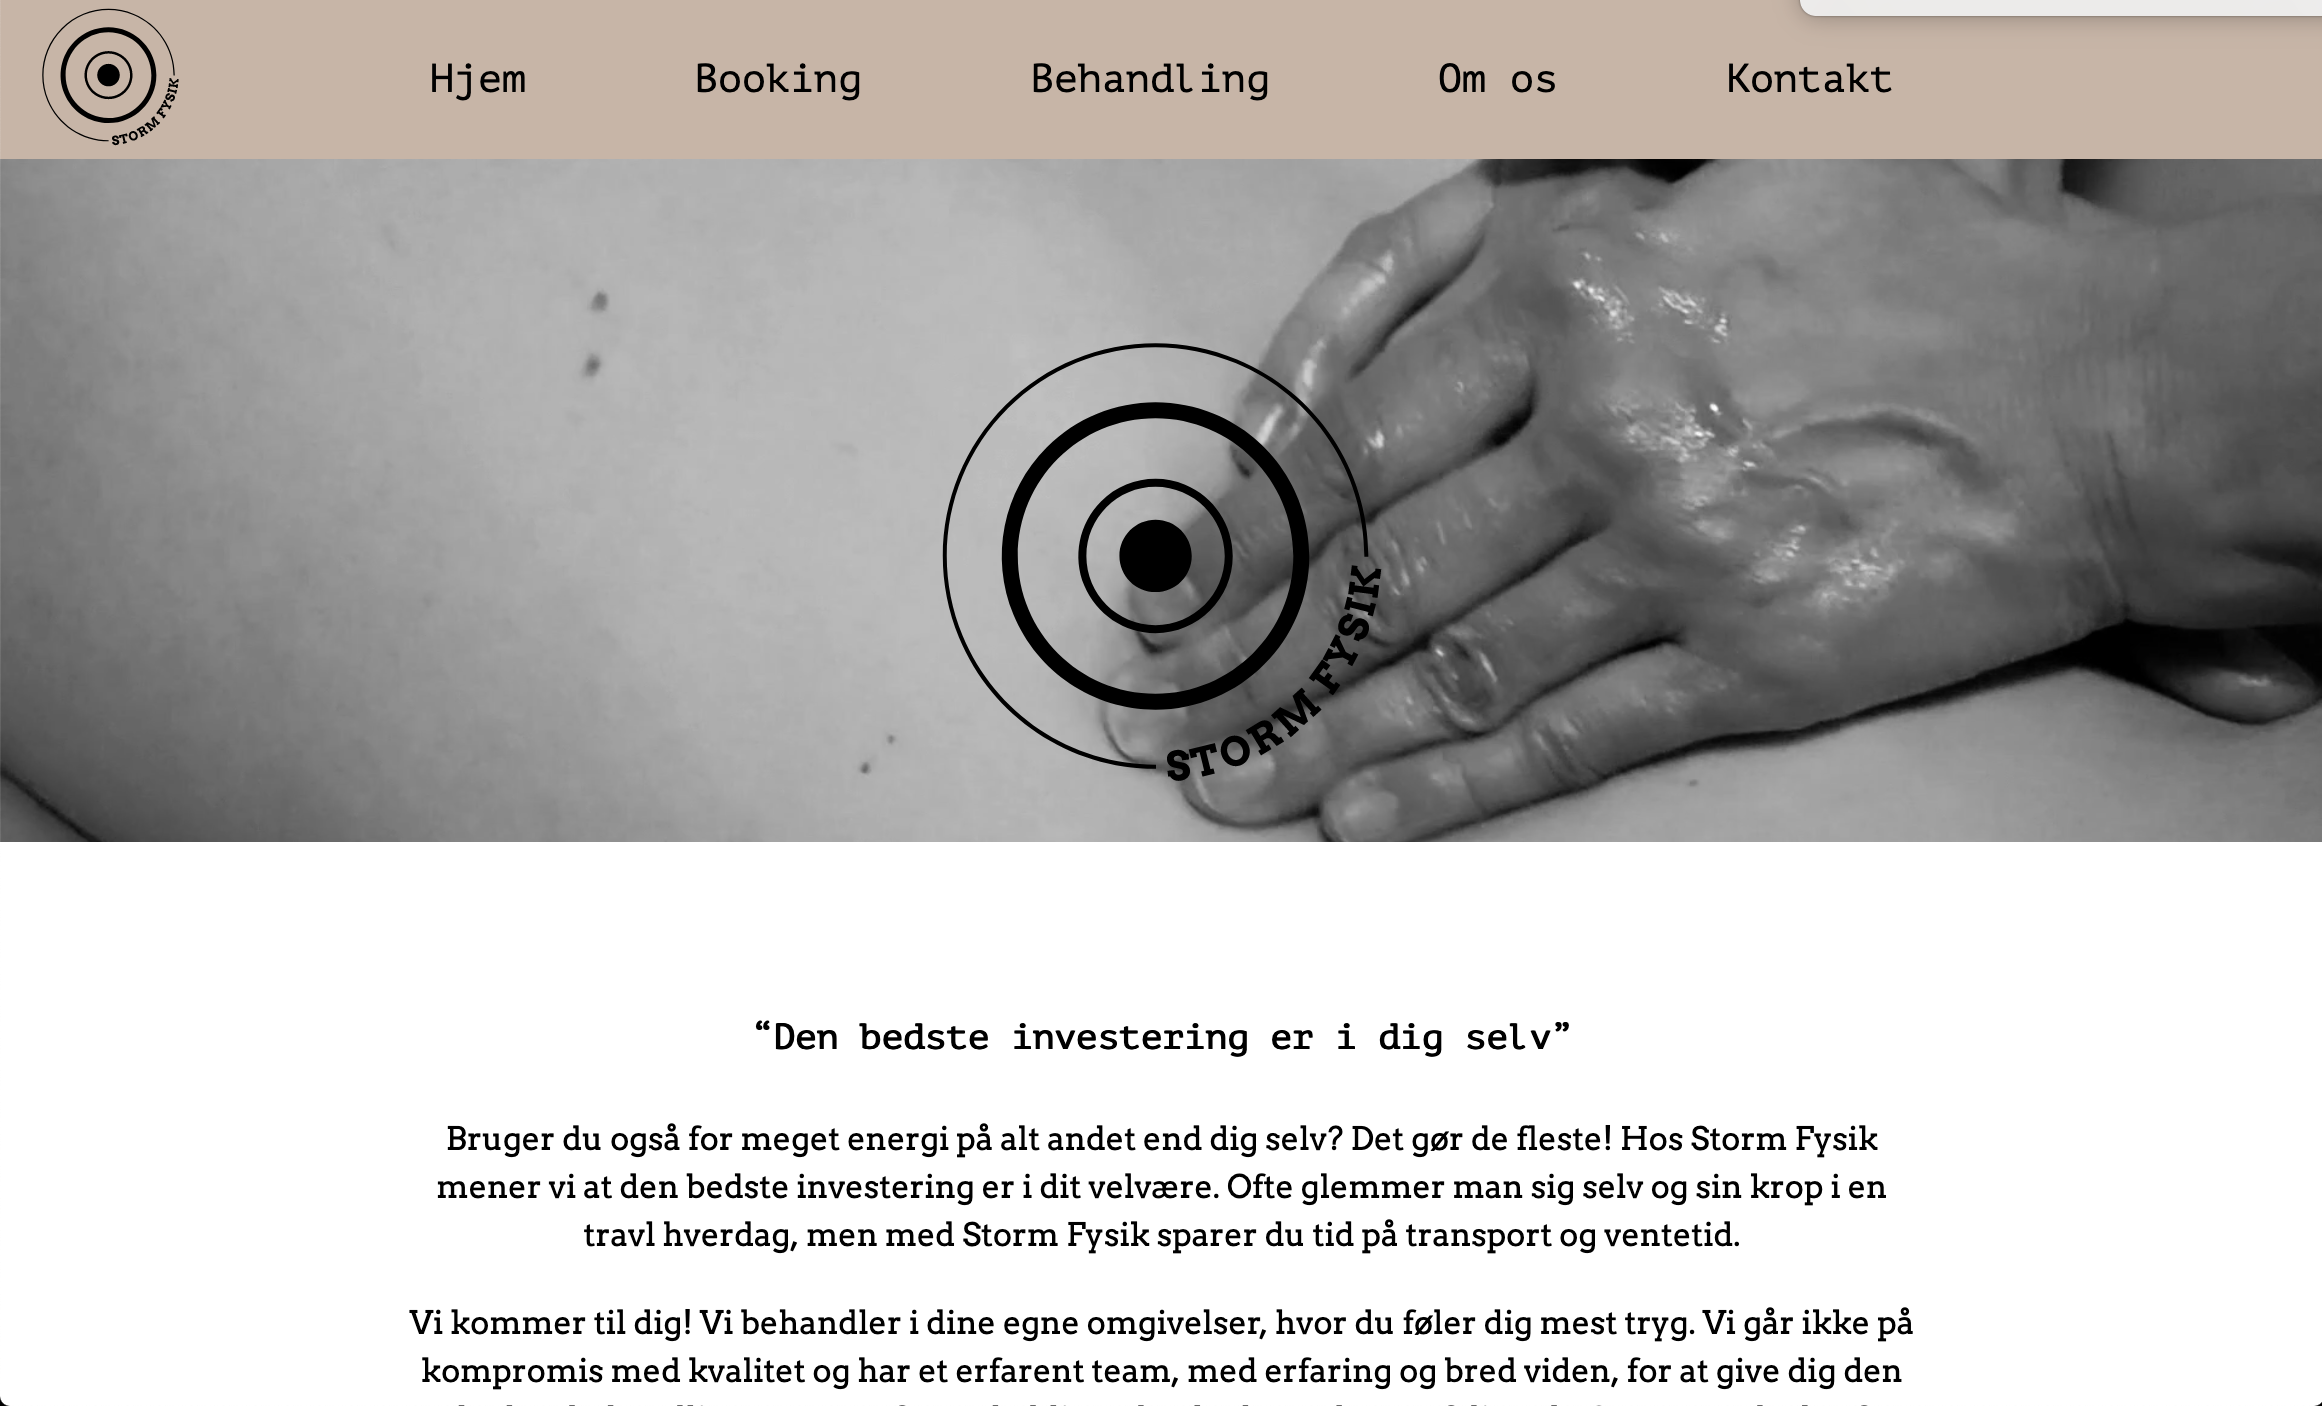 STORM FYSIK
Hjem Booking Behandling Om os Kontakt
STORM FYSIK
“Den bedste investering er i dig selv”
Bruger du også for meget energi på alt andet end dig selv? Det gør de fleste! Hos Storm Fysik
mener vi at den bedste investering er i dit velvære. Ofte glemmer man sig selv og sin krop i en
travl hverdag, men med Storm Fysik sparer du tid på transport og ventetid.
Vi kommer til dig! Vi behandler i dine egne omgivelser, hvor du føler dig mest tryg. Vi går ikke på
kompromis med kvalitet og har et erfarent team, med erfaring og bred viden, for at give dig den